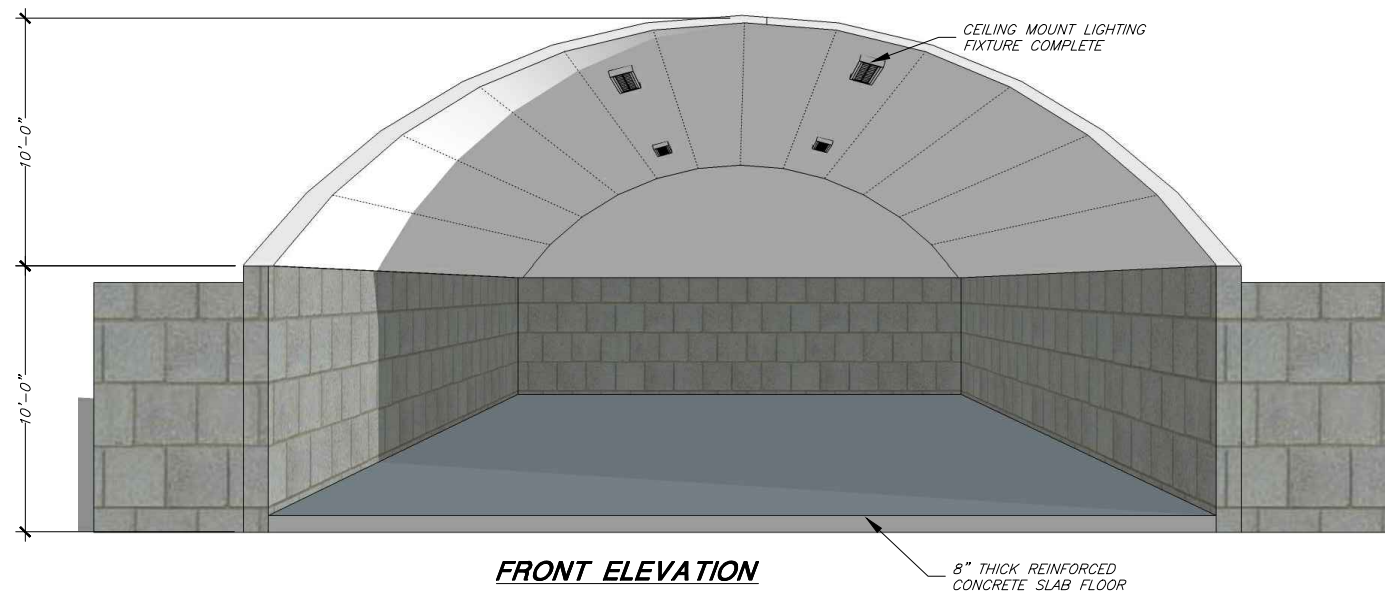 CEILING MOUNT LIGHTING
FIXTURE COMPLETE
10'-0"
10'-0"
FRONT ELEVATION
8" THICK REINFORCED
CONCRETE SLAB FLOOR